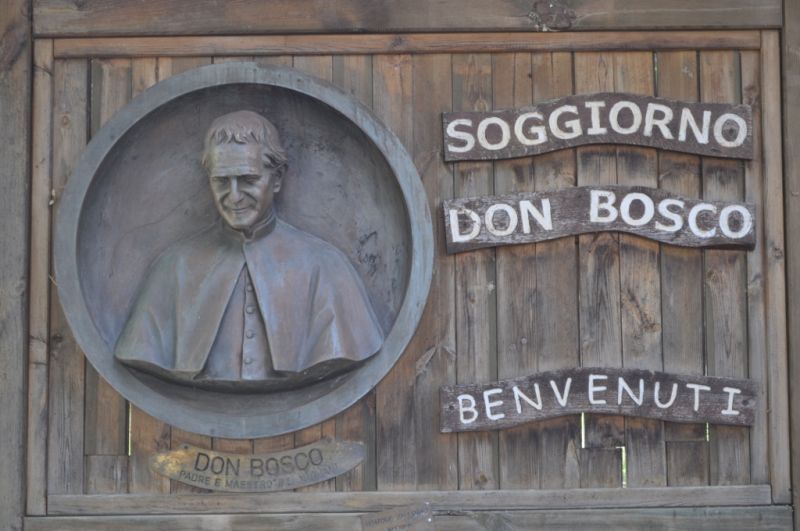 SOGGIORNO
DON BOSCO
BENVENUTI
DON BOSCO
PADRE E MAESTRO